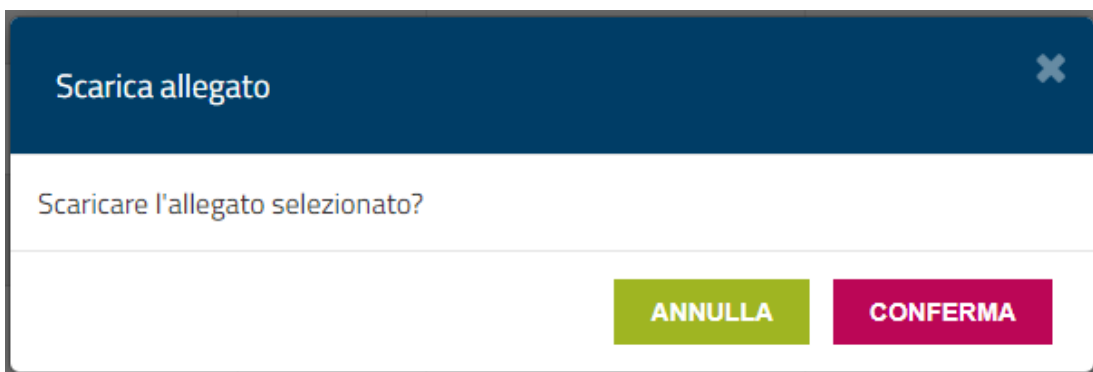 Scarica allegato
Scaricare l'allegato selezionato?
ANNULLA CONFERMA